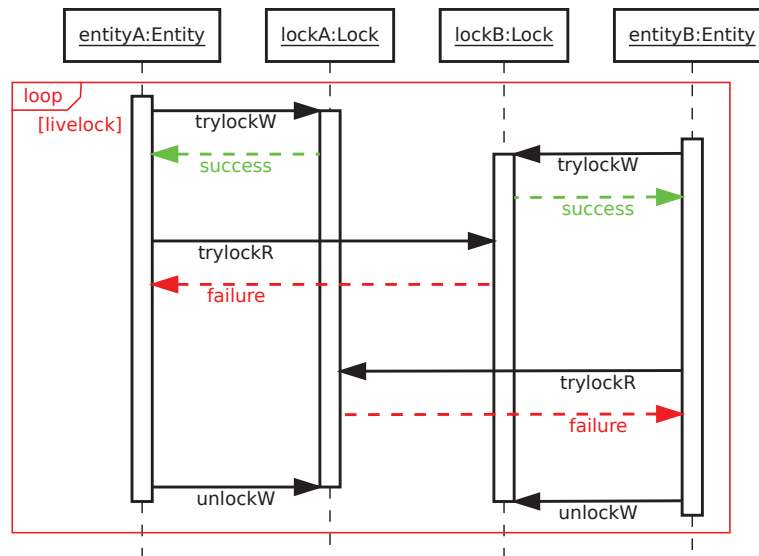 entityA:Entity
lockA:Lock
lockB:Lock
entityB:Entity
loop
[livelock]
trylockW
success
trylockW
success
trylockR
failure
trylockR
failure
unlockW
unlockW